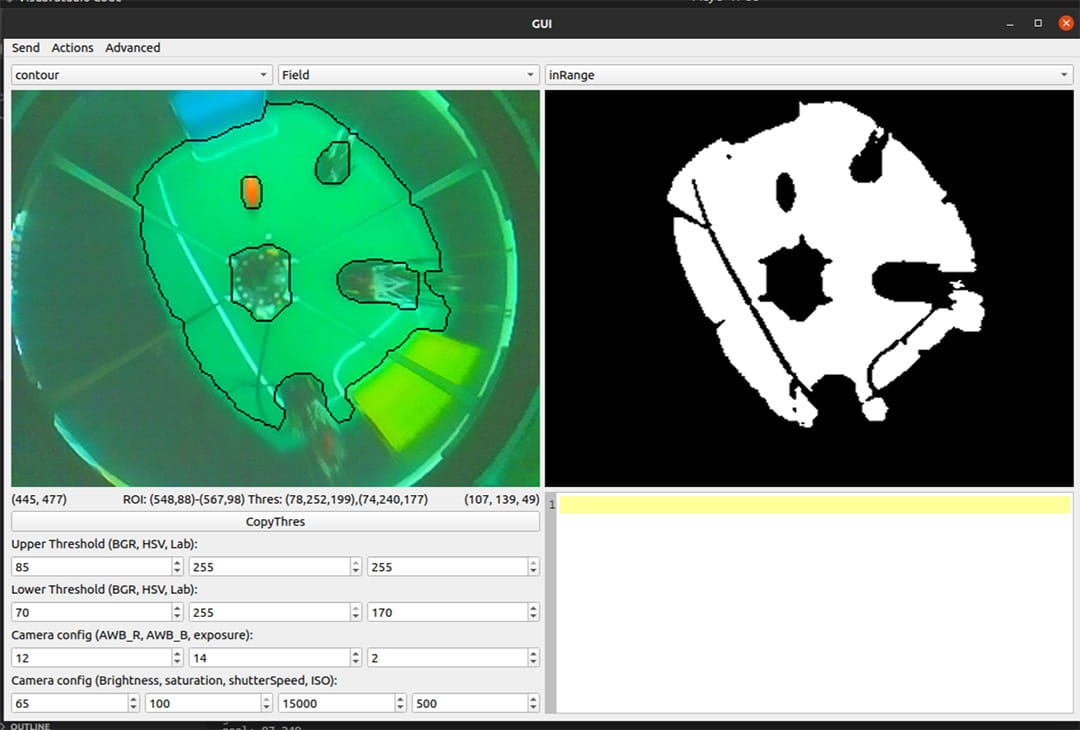 GUI
Send Actions Advanced
contour Field inRange
(445, 477) ROI: (548,88)-(567,98) Thres: (78,252,199),(74,240,177) (107, 139, 49)
1
CopyThres
Upper Threshold (BGR, HSV, Lab):
85 255 255
Lower Threshold (BGR, HSV, Lab):
70 255 170
Camera config (AWB_R, AWB_B, exposure):
12 14 2
Camera config (Brightness, saturation, shutterSpeed, ISO):
65 100 15000 500
OUTLINE